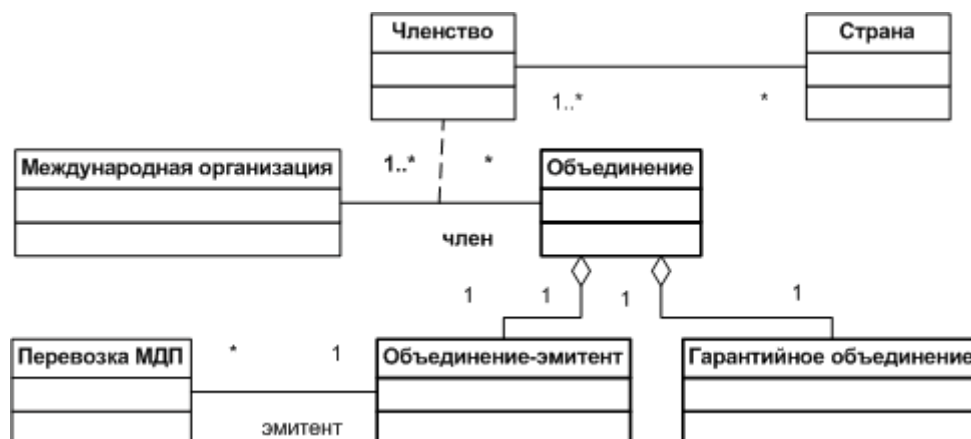 Членство
Страна
1..*
*
Международная организация
1..*
*
Объединение
член
1
1
1
1
Перевозка МДП
*
1
Объединение-эмитент
Гарантийное объединение
эмитент